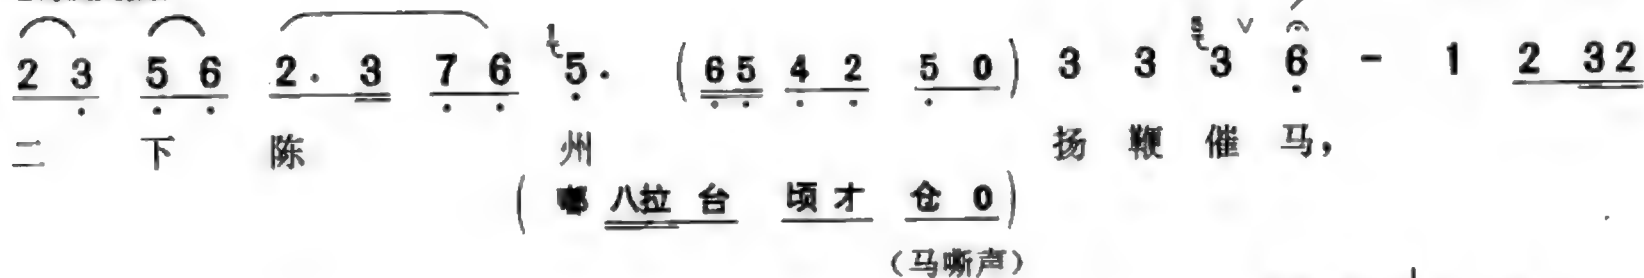 2 3 5 6 2. 3 7 6 5. (6 5 4 2 5 0) 3 3 3 6 - 1 2 3 2
二 下 陈 州 扬 鞭 催 马，
( 八拉 台 顷 才 仓 0)
(马嘶声)